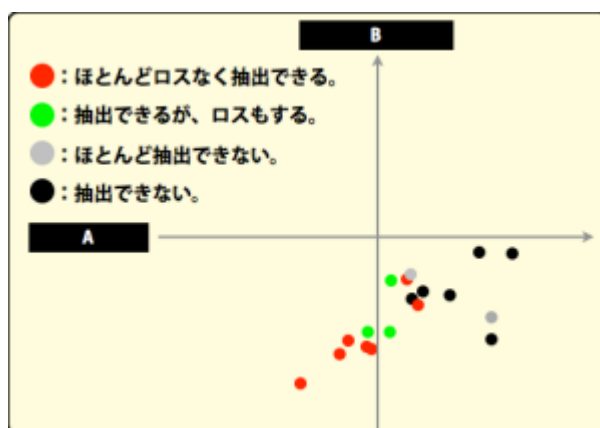 B
：ほとんどロスなく抽出できる。
：抽出できるが、ロスもする。
：ほとんど抽出できない。
：抽出できない。
A